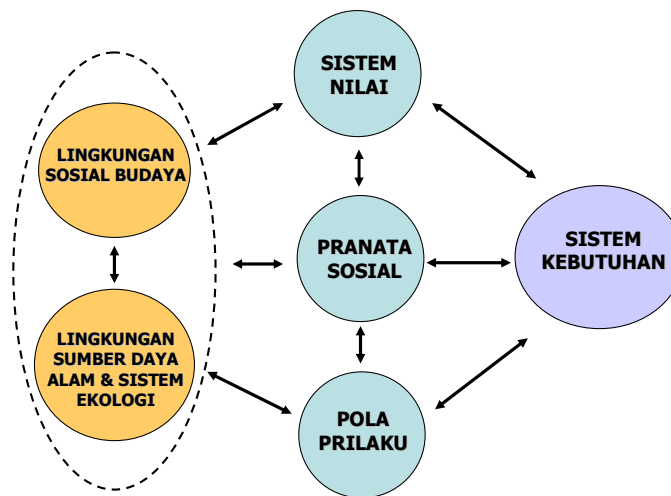 SISTEM
NILAI
LINGKUNGAN
SOSIAL BUDAYA
PRANATA
SOSIAL
SISTEM
KEBUTUHAN
LINGKUNGAN
SUMBER DAYA
ALAM & SISTEM
EKOLOGI
POLA
PRILAKU